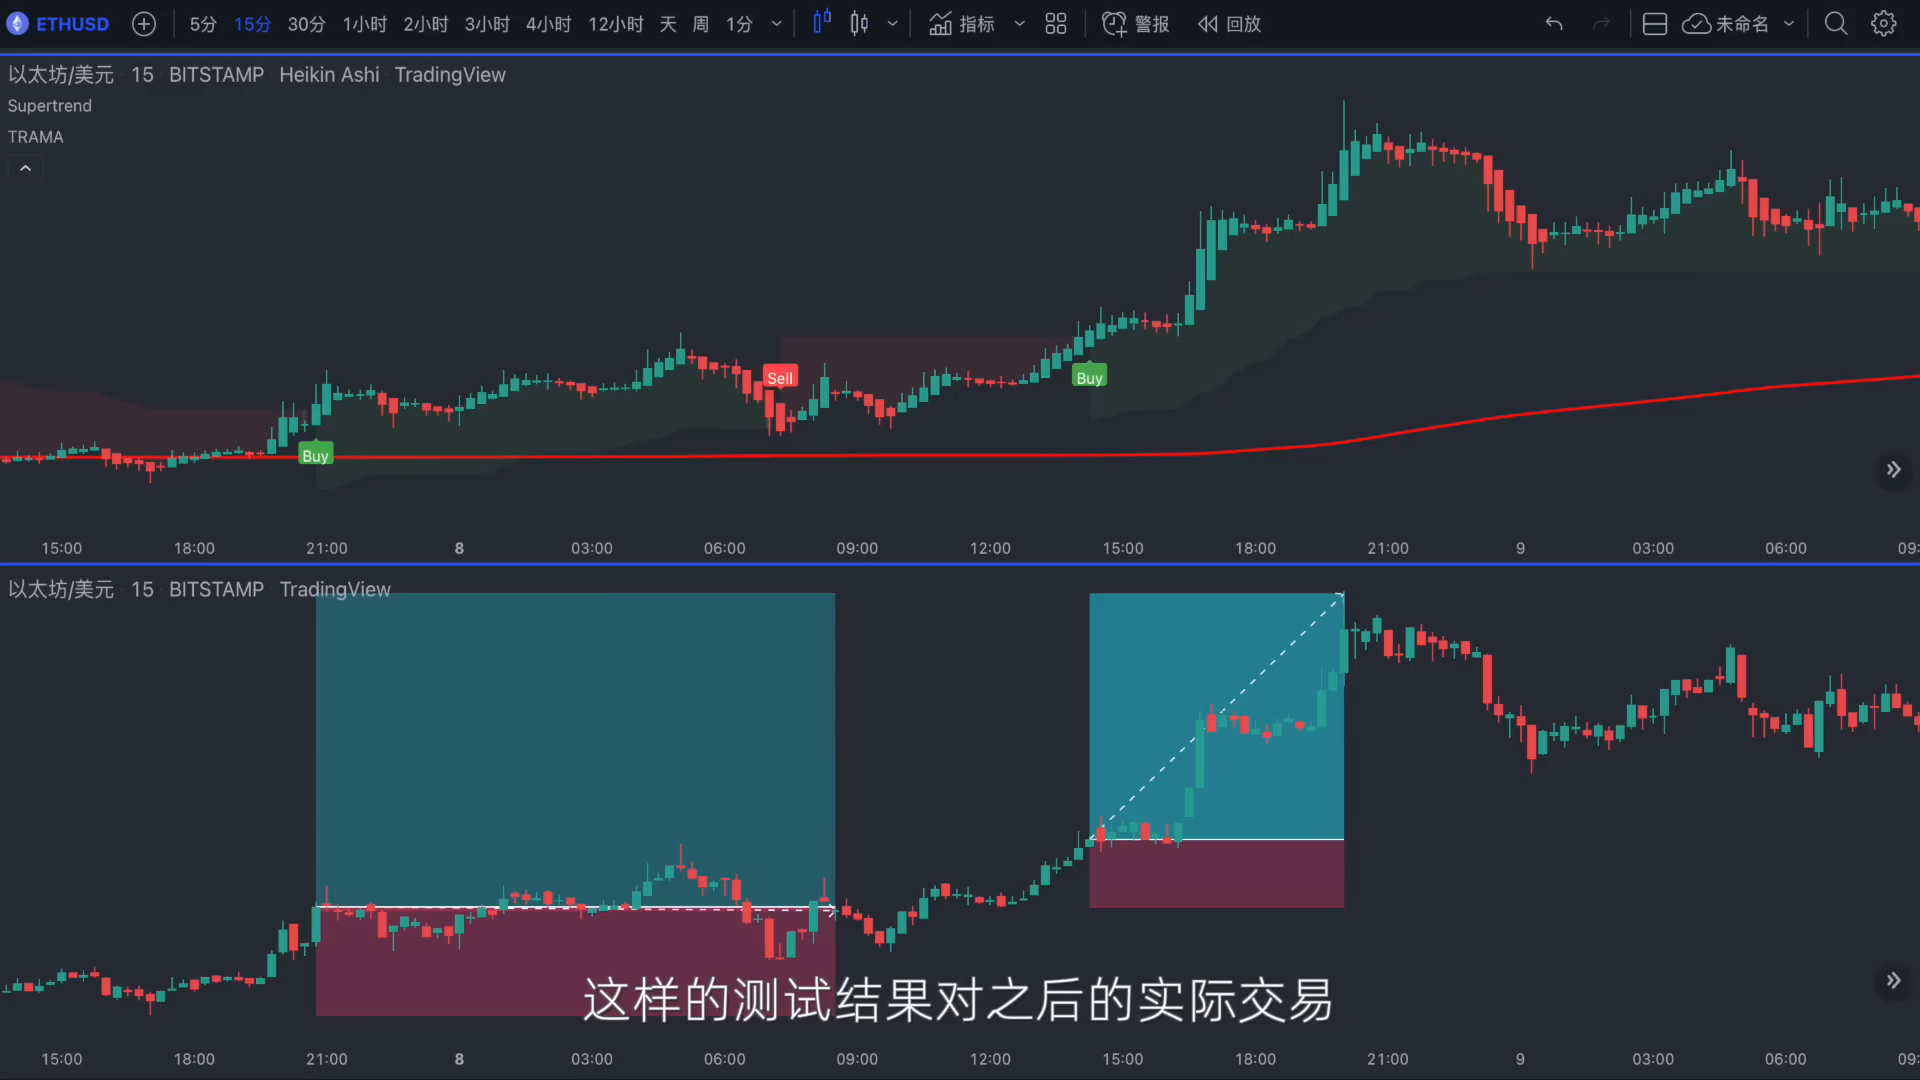 ETHUSD 5分 15分 30分 1小时 2小时 3小时 4小时 12小时 天 周 1分 指标 警报 回放 未命名
以太坊/美元 15 BITSTAMP Heikin Ashi TradingView
Supertrend
TRAMA
Sell
Buy
Buy
15:00 18:00 21:00 8 03:00 06:00 09:00 12:00 15:00 18:00 21:00 9 03:00 06:00 09:
以太坊/美元 15 BITSTAMP TradingView
这样的测试结果对之后的实际交易
15:00 18:00 21:00 8 03:00 06:00 09:00 12:00 15:00 18:00 21:00 9 03:00 06:00 09: